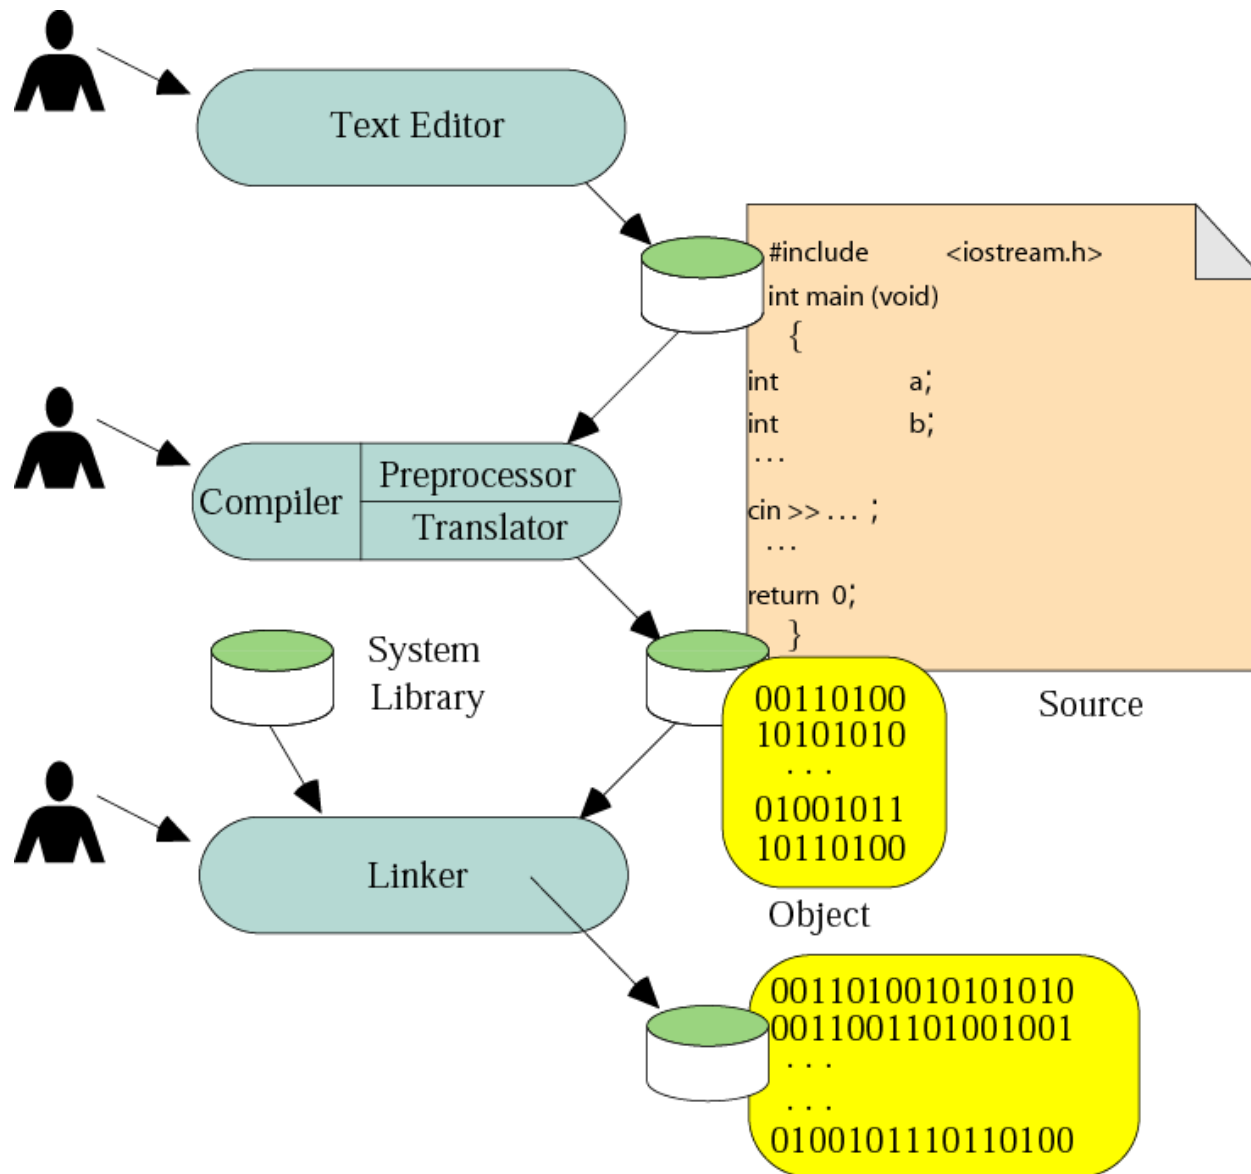 Text Editor
#include <iostream.h>
int main (void)
{
int a;
int b;
...
cin >> ... ;
...
return 0;
}
Source
Compiler
Preprocessor
Translator
System
Library
00110100
10101010
...
01001011
10110100
Object
Linker
0011010010101010
0011001101001001
...
...
0100101110110100